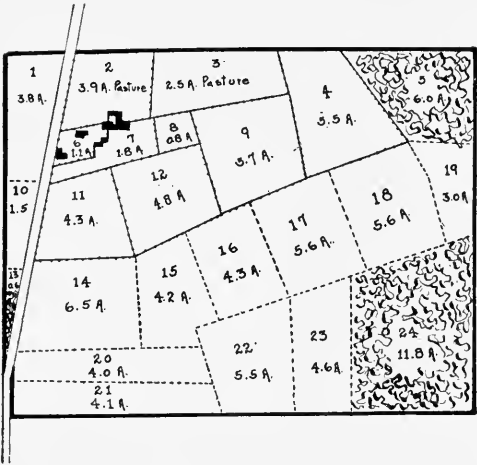 1
3.8 A.
2
3.9 A. Pasture
3
2.5 A. Pasture
4
5.5 A.
5
6.0 A.
6
1.1 A
7
1.8 A.
8
0.8 A.
9
3.7 A.
10
1.5
11
4.3 A.
12
4.8 A.
14
6.5 A.
15
4.2 A.
16
4.3 A.
17
5.6 A.
18
5.6 A.
19
3.0 A.
20
4.0 A.
21
4.1 A.
22
5.5 A.
23
4.6 A.
24
11.8 A.